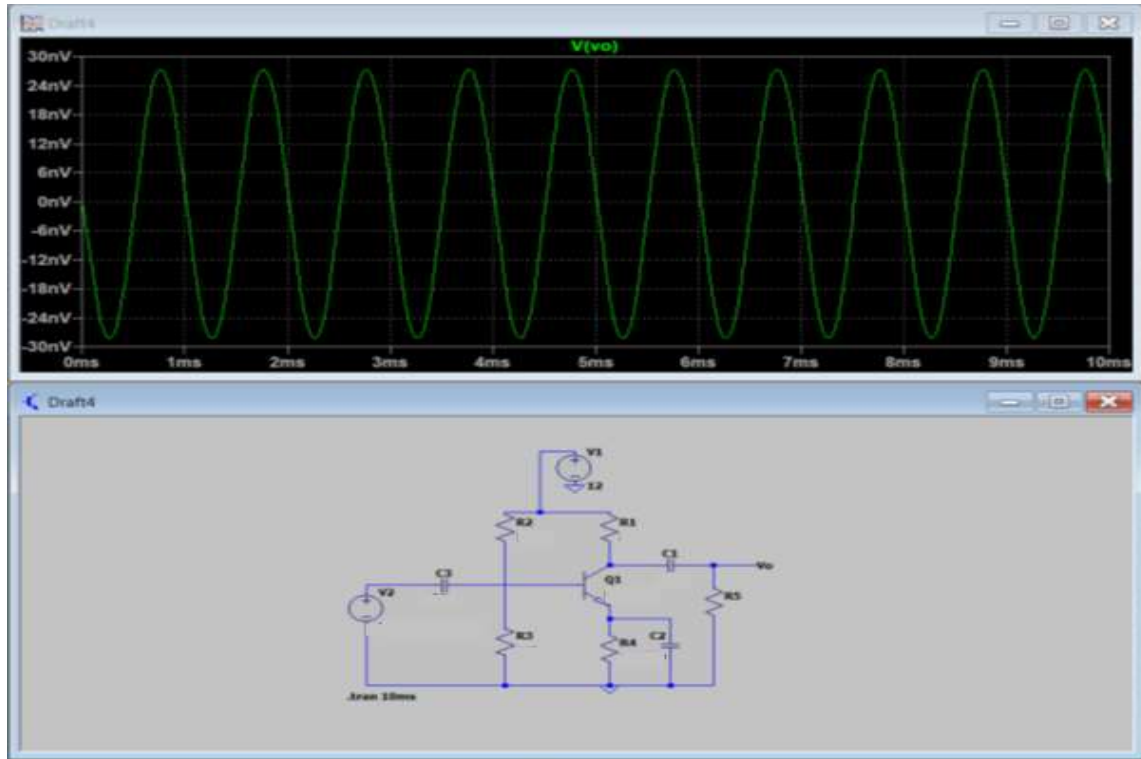 Draft4
V(vo)
30nV
24nV
18nV
12nV
6nV
0nV
-6nV
-12nV
-18nV
-24nV
-30nV
0ms 1ms 2ms 3ms 4ms 5ms 6ms 7ms 8ms 9ms 10ms
Draft4
V1
12
R2 R1
C1
Vo
C3
Q1
V2
R5
R3 R4 C2
.tran 10ms